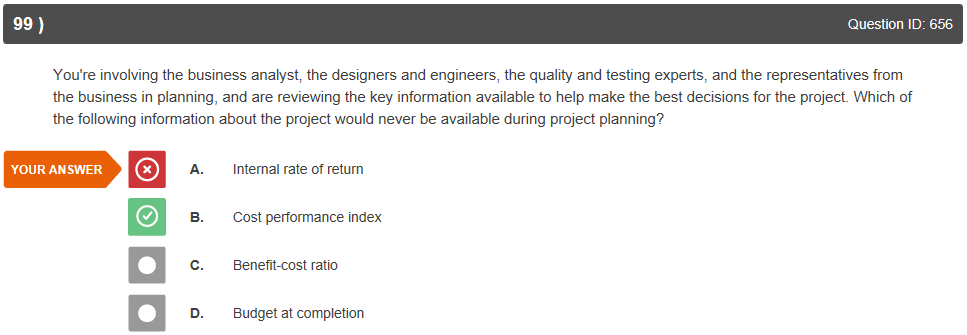 99 ) Question ID: 656
You're involving the business analyst, the designers and engineers, the quality and testing experts, and the representatives from
the business in planning, and are reviewing the key information available to help make the best decisions for the project. Which of
the following information about the project would never be available during project planning?
YOUR ANSWER A. Internal rate of return
B. Cost performance index
C. Benefit-cost ratio
D. Budget at completion